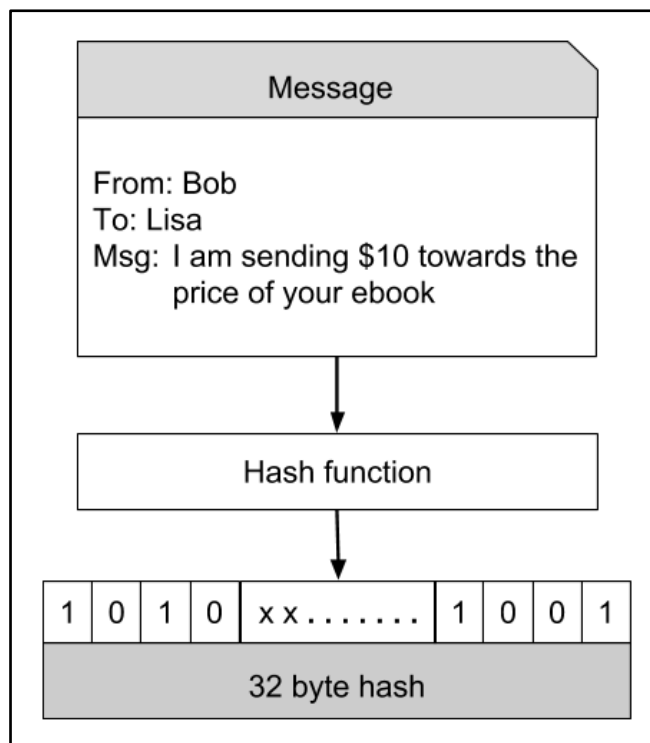 Message
From: Bob
To: Lisa
Msg: I am sending $10 towards the
price of your ebook
Hash function
1 0 1 0 x x . . . . . . . 1 0 0 1
32 byte hash